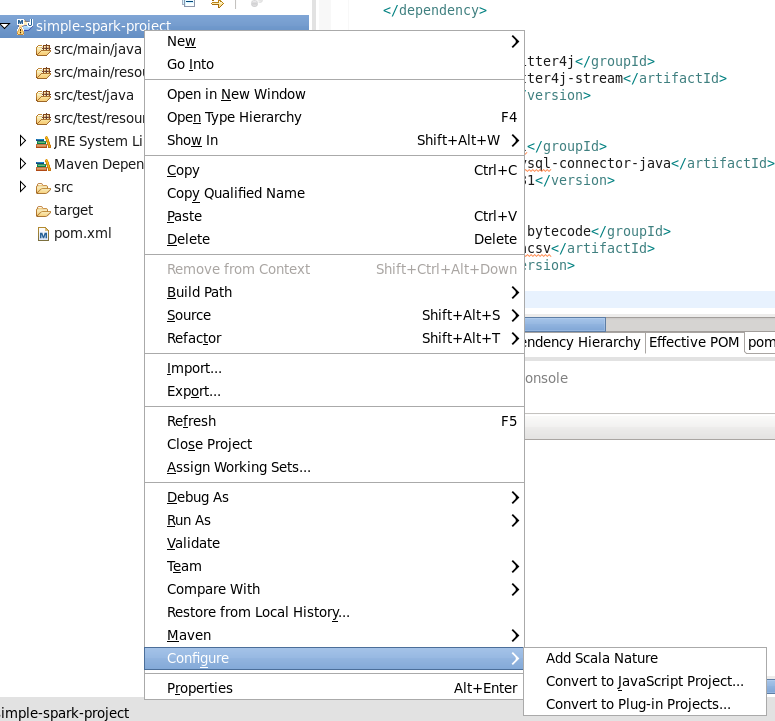 simple-spark-project
src/main/java
src/main/resou
src/test/java
src/test/resour
JRE System Li
Maven Depen
src
target
pom.xml
New
Go Into
Open in New Window
Open Type Hierarchy F4
Show In Shift+Alt+W
Copy Ctrl+C
Copy Qualified Name
Paste Ctrl+V
Delete Delete
Remove from Context Shift+Ctrl+Alt+Down
Build Path
Source Shift+Alt+S
Refactor Shift+Alt+T
Import...
Export...
Refresh F5
Close Project
Assign Working Sets...
Debug As
Run As
Validate
Team
Compare With
Restore from Local History...
Maven
Configure
Properties Alt+Enter
Add Scala Nature
Convert to JavaScript Project...
Convert to Plug-in Projects...
</dependency>
itter4j</groupId>
tter4j-stream</artifactId>
/version>
</groupId>
ysql-connector-java</artifactId>
31</version>
bytecode</groupId>
csv</artifactId>
ersion>
endency Hierarchy Effective POM pom
onsole
imple-spark-project